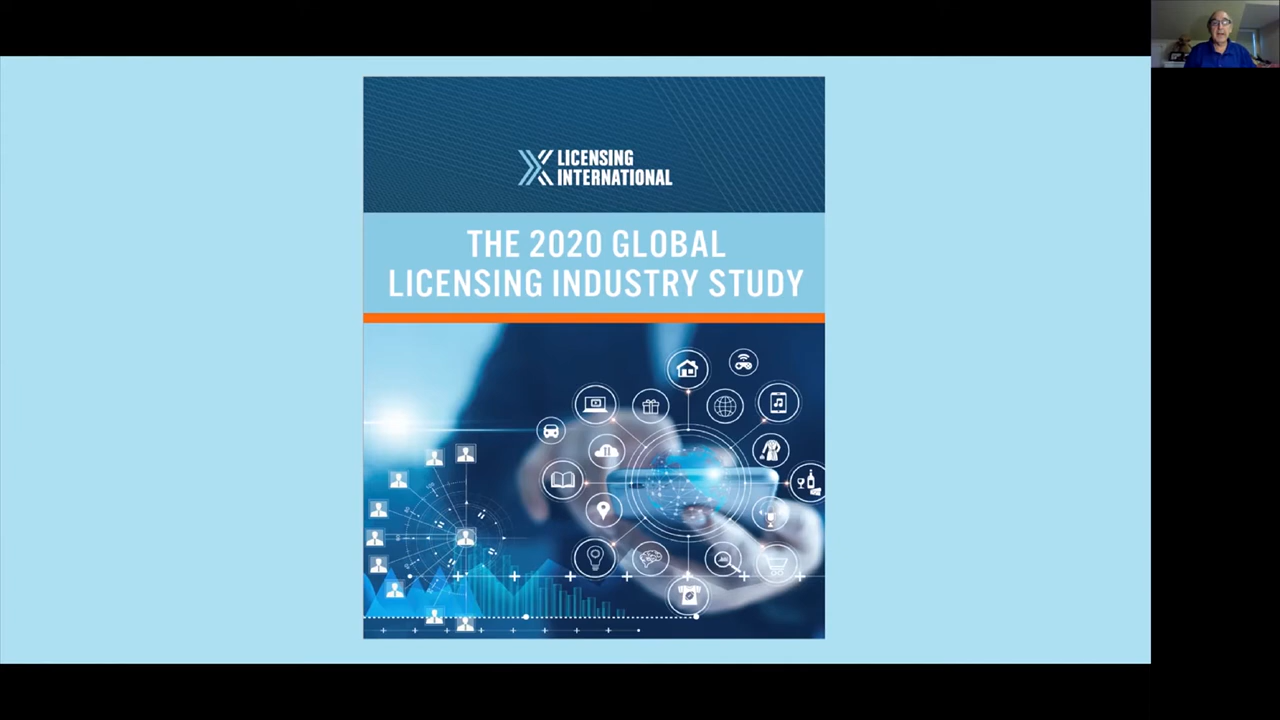 LICENSING
INTERNATIONAL
THE 2020 GLOBAL
LICENSING INDUSTRY STUDY